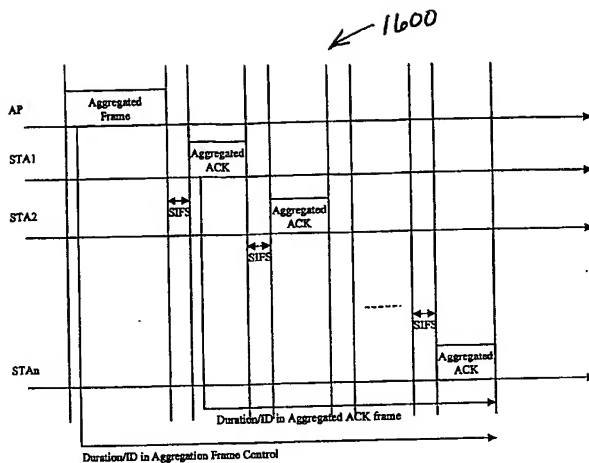 1600
AP
Aggregated
Frame
STA1
Aggregated
ACK
SIFS
STA2
Aggregated
ACK
SIFS
SIFS
STAn
Aggregated
ACK
Duration/ID in Aggregated ACK frame
Duration/ID in Aggregation Frame Control